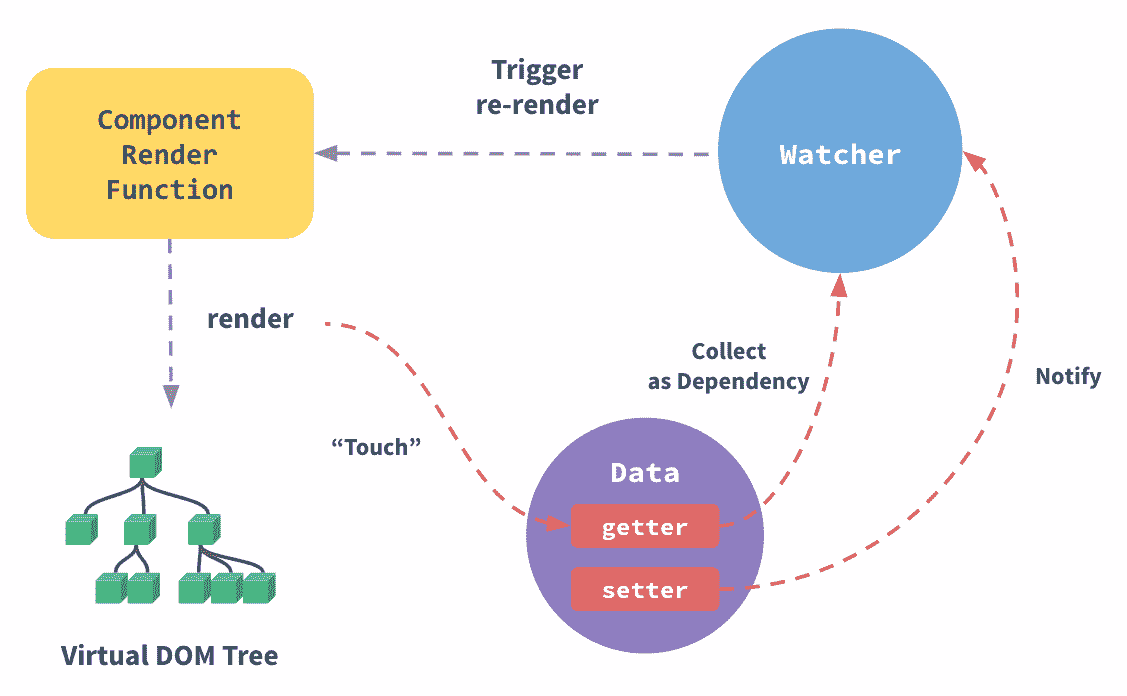 Trigger
re-render
Component
Render
Function
Watcher
render
Collect
as Dependency
Notify
“Touch”
Data
getter
setter
Virtual DOM Tree